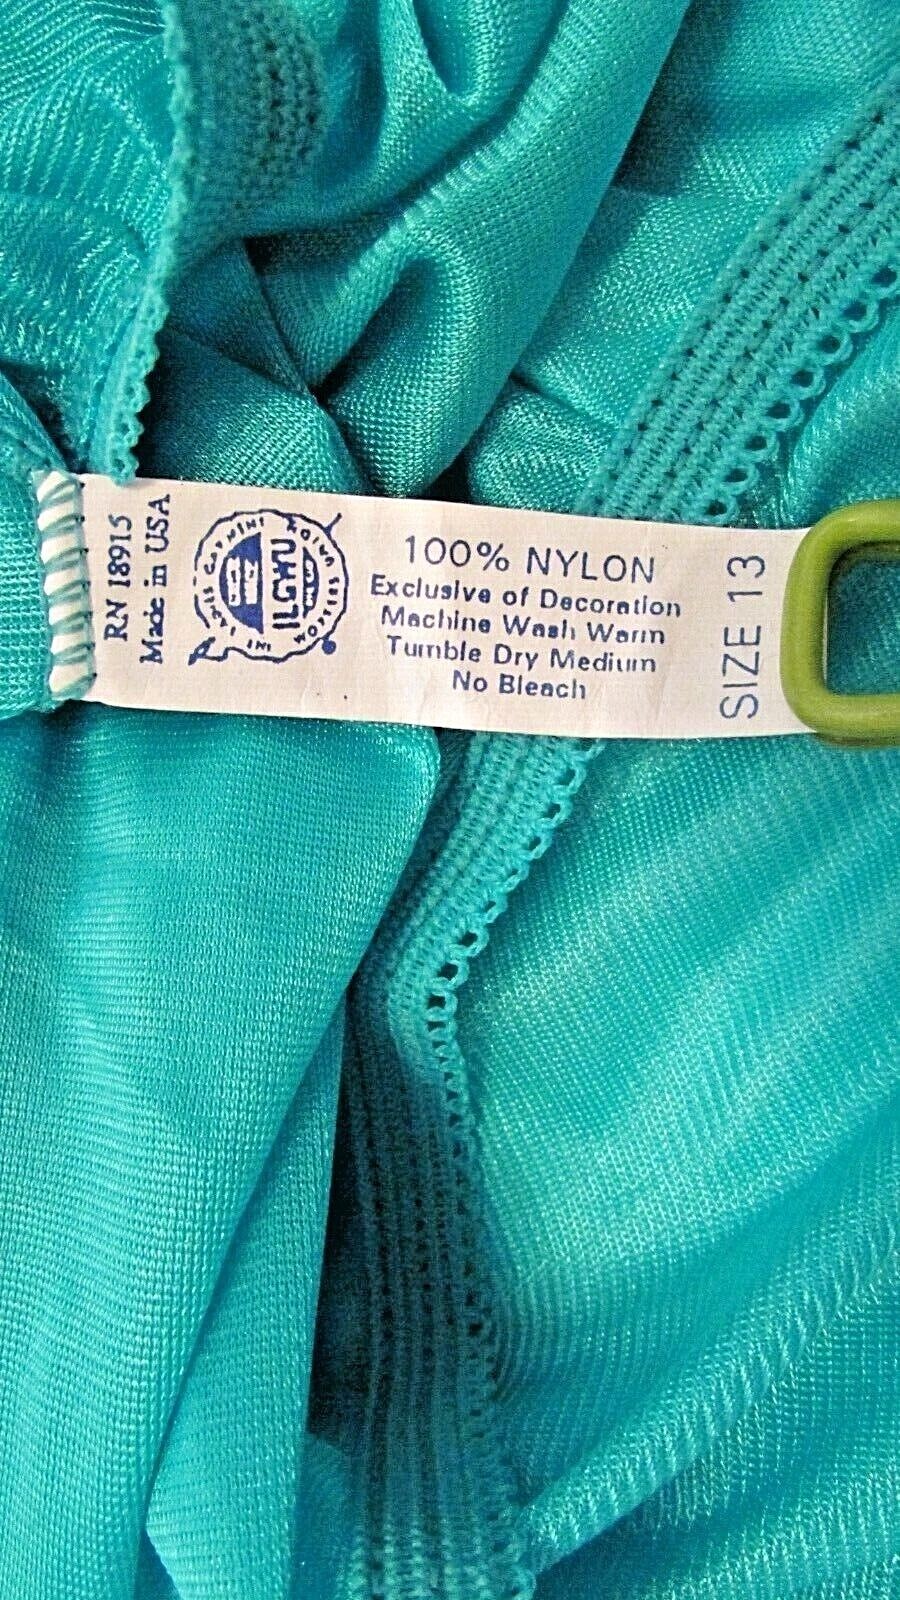 RN 18915
Made in USA
ILGWU
100% NYLON
Exclusive of Decoration
Machine Wash Warm
Tumble Dry Medium
No Bleach
SIZE 13